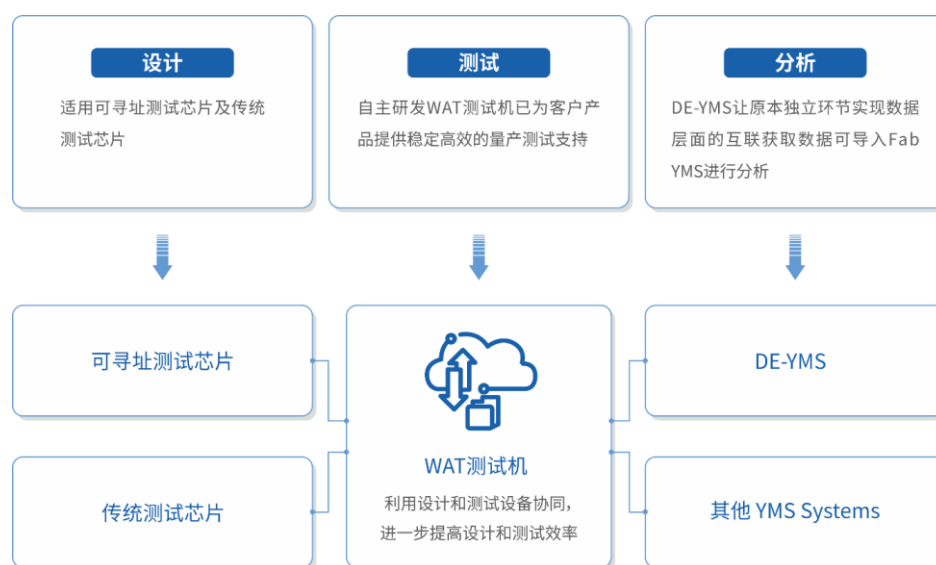 设计
适用可寻址测试芯片及传统
测试芯片
测试
自主研发WAT测试机已为客户产
品提供稳定高效的量产测试支持
分析
DE-YMS让原本独立环节实现数据
层面的互联获取数据可导入Fab
YMS进行分析
可寻址测试芯片
传统测试芯片
WAT测试机
利用设计和测试设备协同，
进一步提高设计和测试效率
DE-YMS
其他 YMS Systems